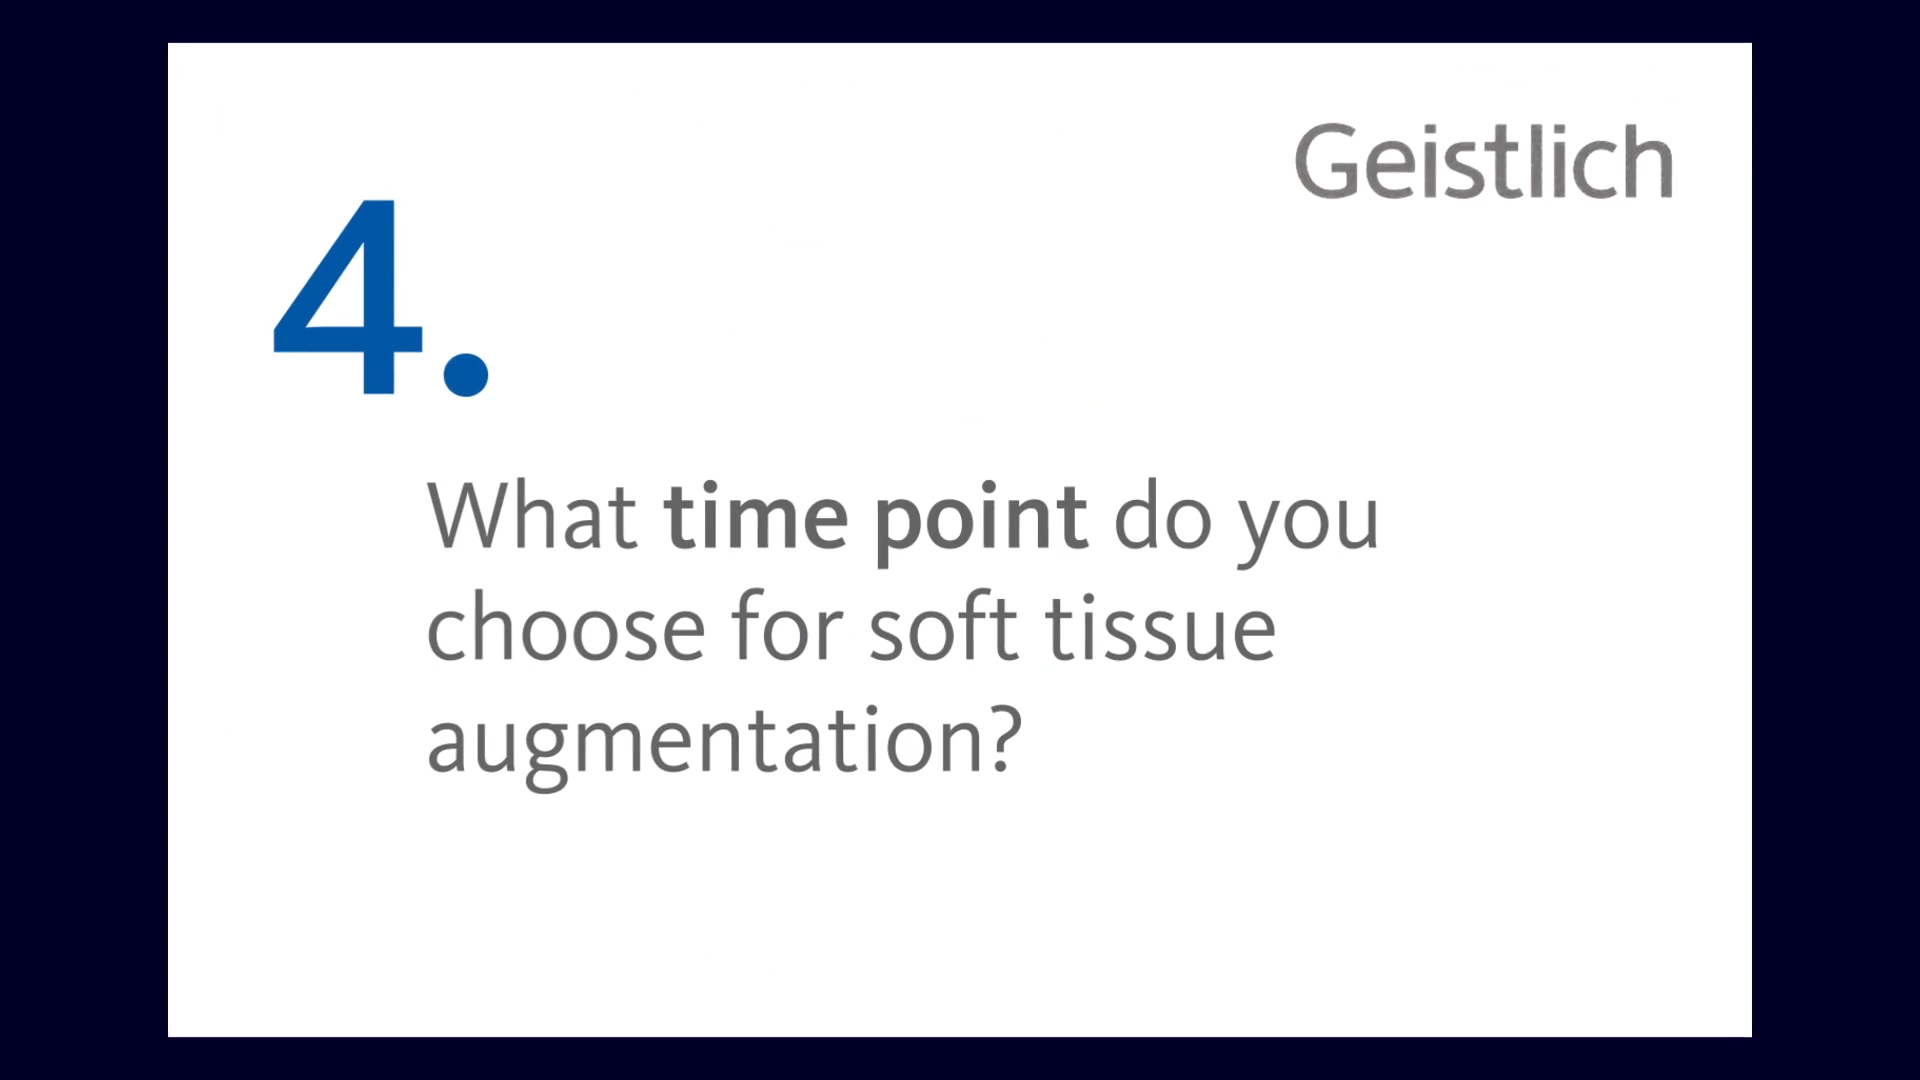 Geistlich
4.
What time point do you
choose for soft tissue
augmentation?